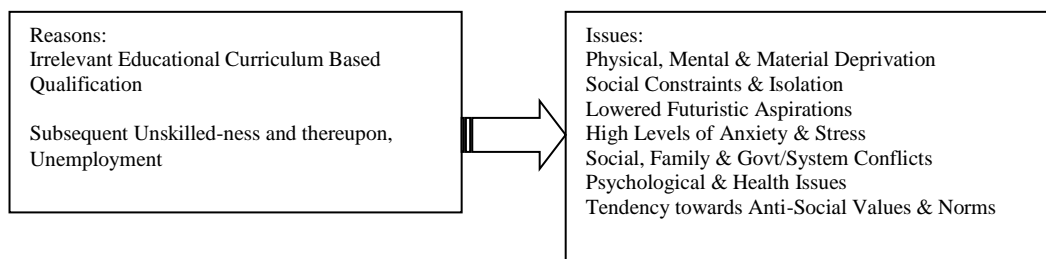 Reasons:
Irrelevant Educational Curriculum Based
Qualification
Subsequent Unskilled-ness and thereupon,
Unemployment
Issues:
Physical, Mental & Material Deprivation
Social Constraints & Isolation
Lowered Futuristic Aspirations
High Levels of Anxiety & Stress
Social, Family & Govt/System Conflicts
Psychological & Health Issues
Tendency towards Anti-Social Values & Norms